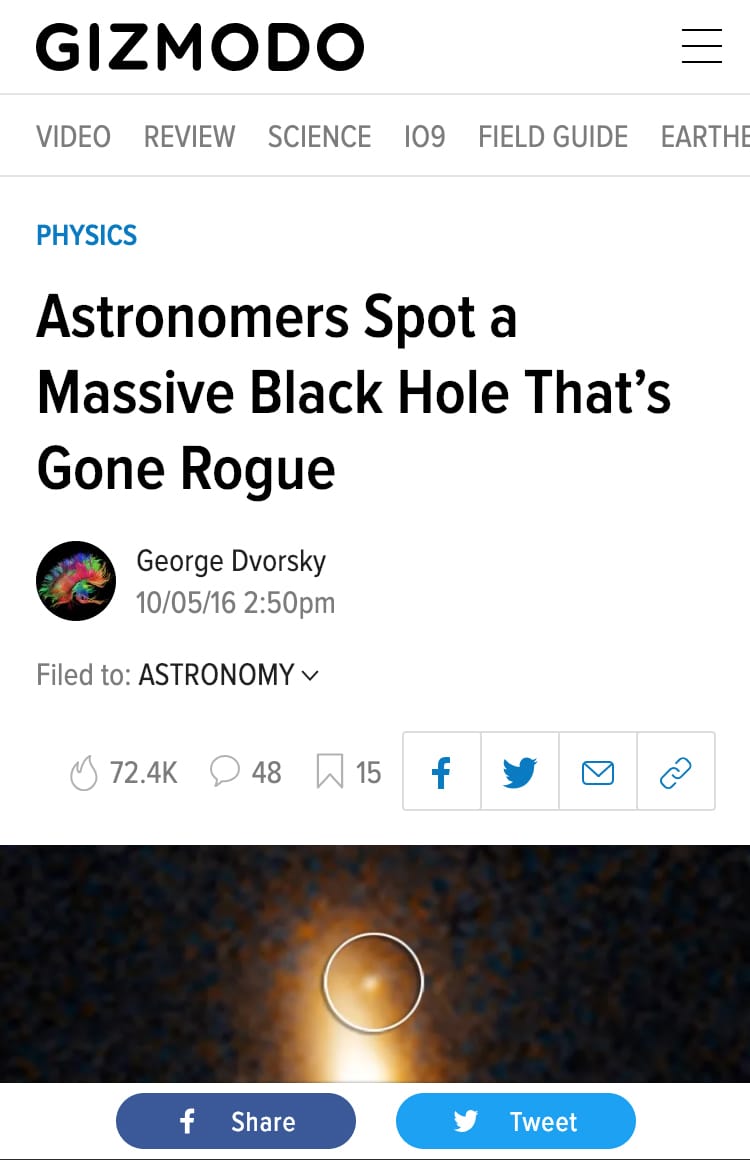 GIZMODO
VIDEO REVIEW SCIENCE IO9 FIELD GUIDE EARTHE
PHYSICS
Astronomers Spot a
Massive Black Hole That’s
Gone Rogue
George Dvorsky
10/05/16 2:50pm
Filed to: ASTRONOMY
72.4K 48 15
Share Tweet